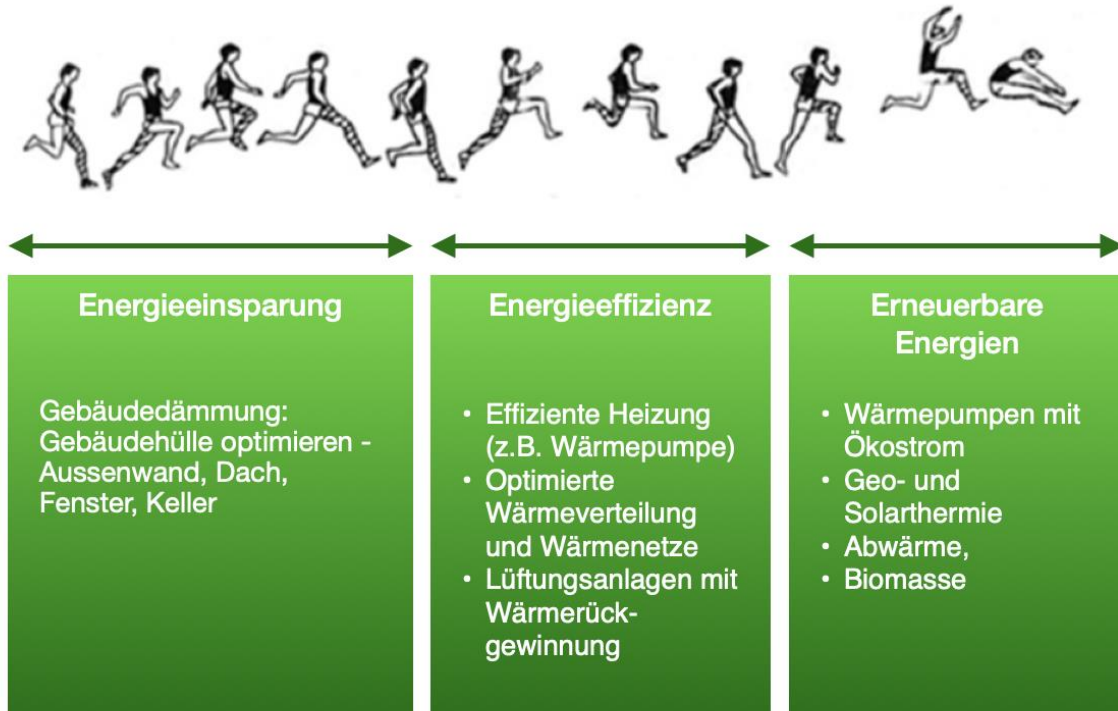 Energieeinsparung
Gebäudedämmung:
Gebäudehülle optimieren -
Aussenwand, Dach,
Fenster, Keller
Energieeffizienz
• Effiziente Heizung
(z.B. Wärmepumpe)
• Optimierte
Wärmeverteilung
und Wärmenetze
• Lüftungsanlagen mit
Wärmerück-
gewinnung
Erneuerbare
Energien
• Wärmepumpen mit
Ökostrom
• Geo- und
Solarthermie
• Abwärme,
• Biomasse